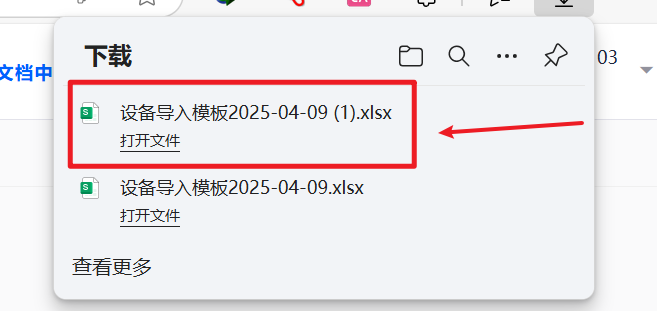 下载
03
文档中
设备导入模板2025-04-09 (1).xlsx
打开文件
设备导入模板2025-04-09.xlsx
打开文件
查看更多